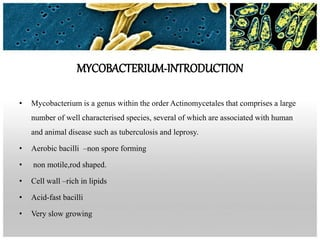 MYCOBACTERIUM-INTRODUCTION
• Mycobacterium is a genus within the order Actinomycetales that comprises a large
number of well characterised species, several of which are associated with human
and animal disease such as tuberculosis and leprosy.
• Aerobic bacilli –non spore forming
• non motile,rod shaped.
• Cell wall –rich in lipids
• Acid-fast bacilli
• Very slow growing